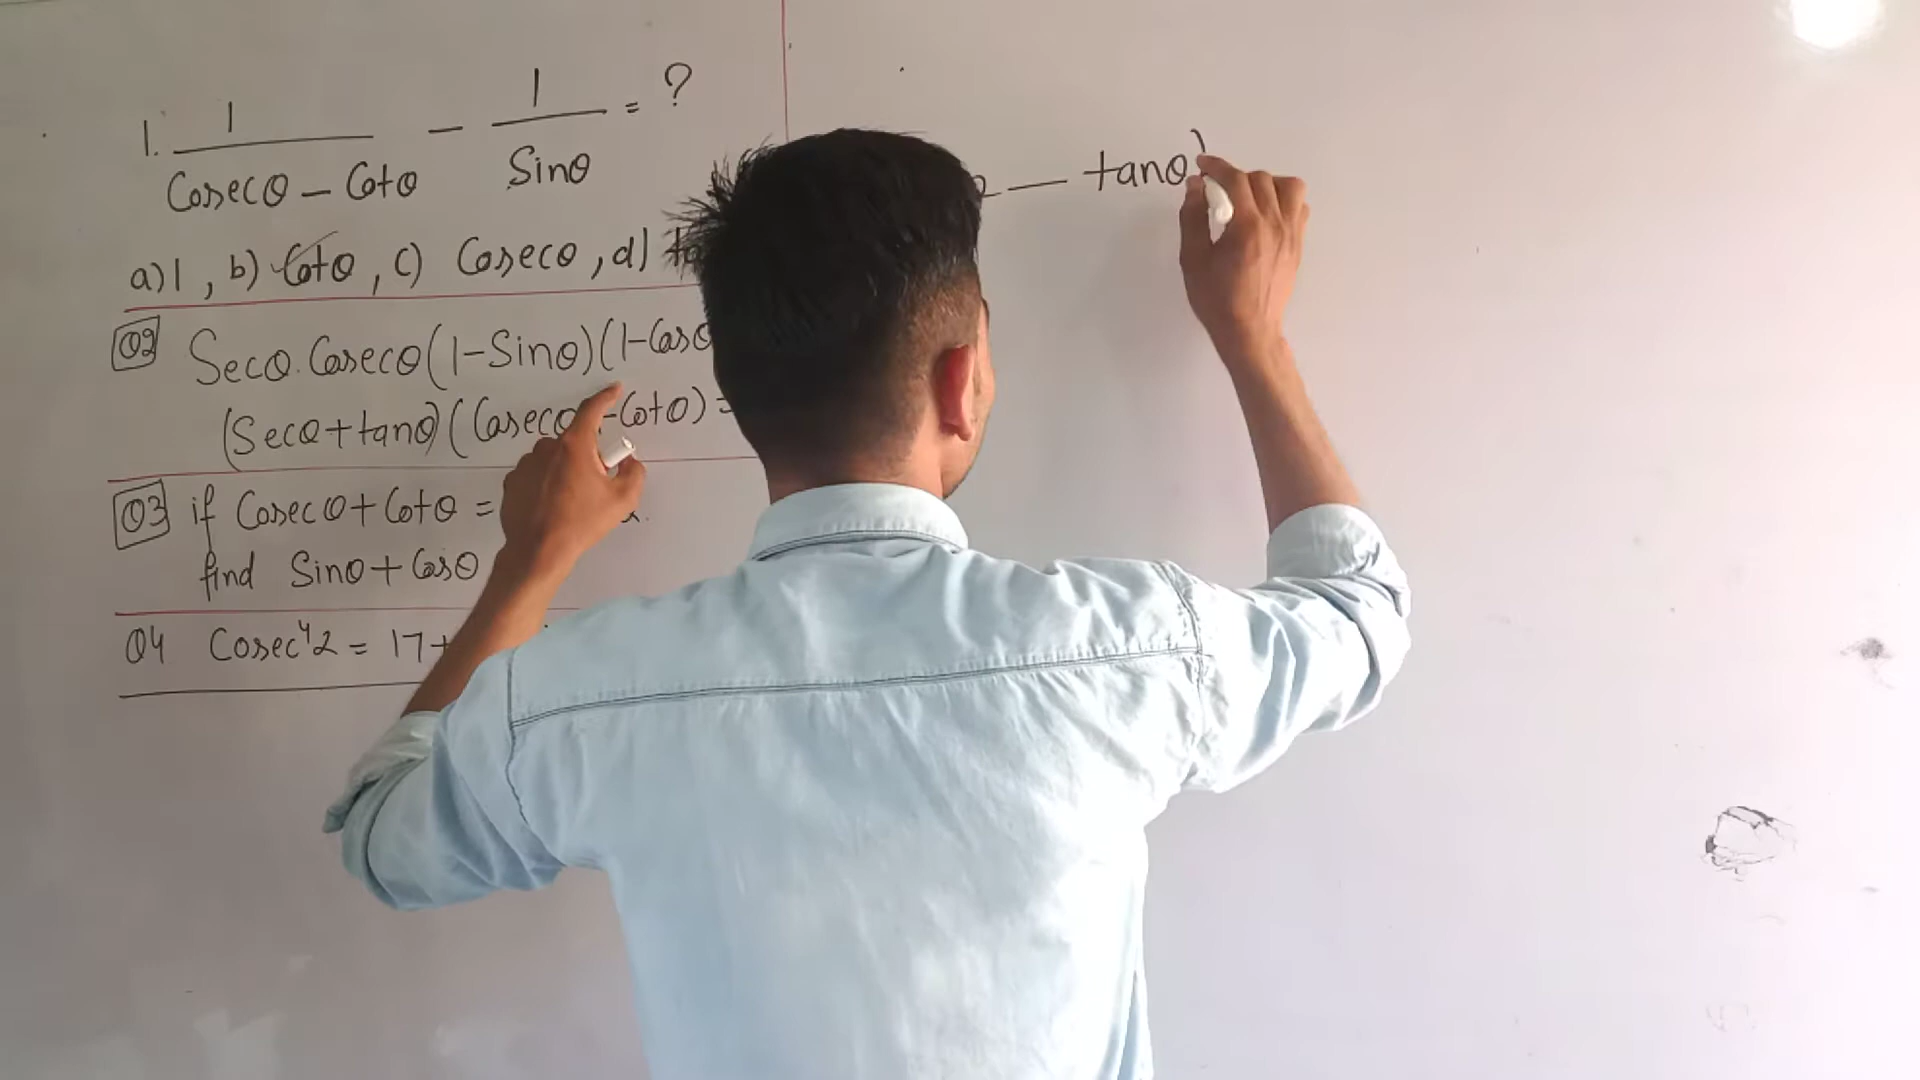 1. 1/(Cosecθ – Cotθ) – 1/Sinθ = ?
a) 1, b) Cotθ, c) Cosecθ, d)
Q2 Secθ.Cosecθ(1-Sinθ)(1-Cosθ
(Secθ+tanθ)(Cosecθ+Cotθ)=
Q3 if Cosecθ+Cotθ =
find Sinθ+Cosθ
Q4 Cosec⁴2 = 17+
— tanθ)